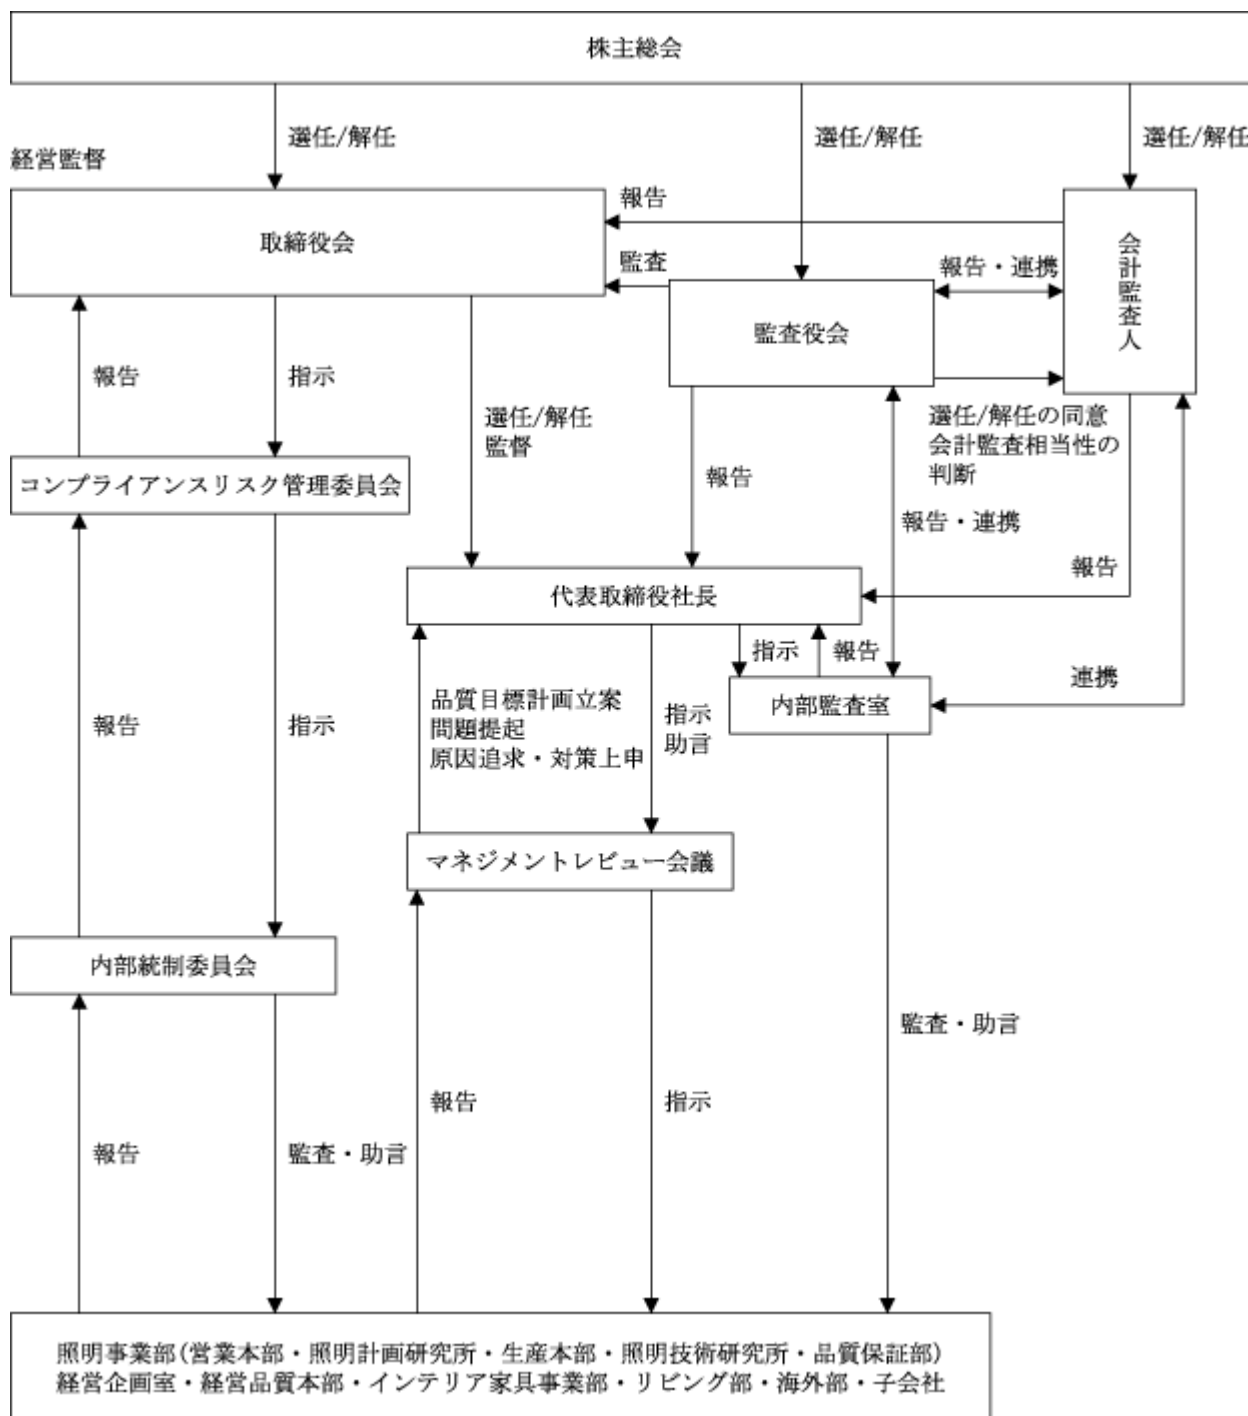 株主総会
選任/解任
選任/解任
選任/解任
経営監督
取締役会
報告
監査
報告・連携
会計監査人
監査役会
報告
指示
選任/解任
監督
選任/解任の同意
会計監査相当性の
判断
コンプライアンスリスク管理委員会
報告
報告・連携
報告
代表取締役社長
指示
報告
内部監査室
連携
報告
指示
品質目標計画立案
問題提起
原因追求・対策上申
指示
助言
マネジメントレビュー会議
内部統制委員会
監査・助言
報告
監査・助言
報告
指示
照明事業部(営業本部・照明計画研究所・生産本部・照明技術研究所・品質保証部)
経営企画室・経営品質本部・インテリア家具事業部・リビング部・海外部・子会社